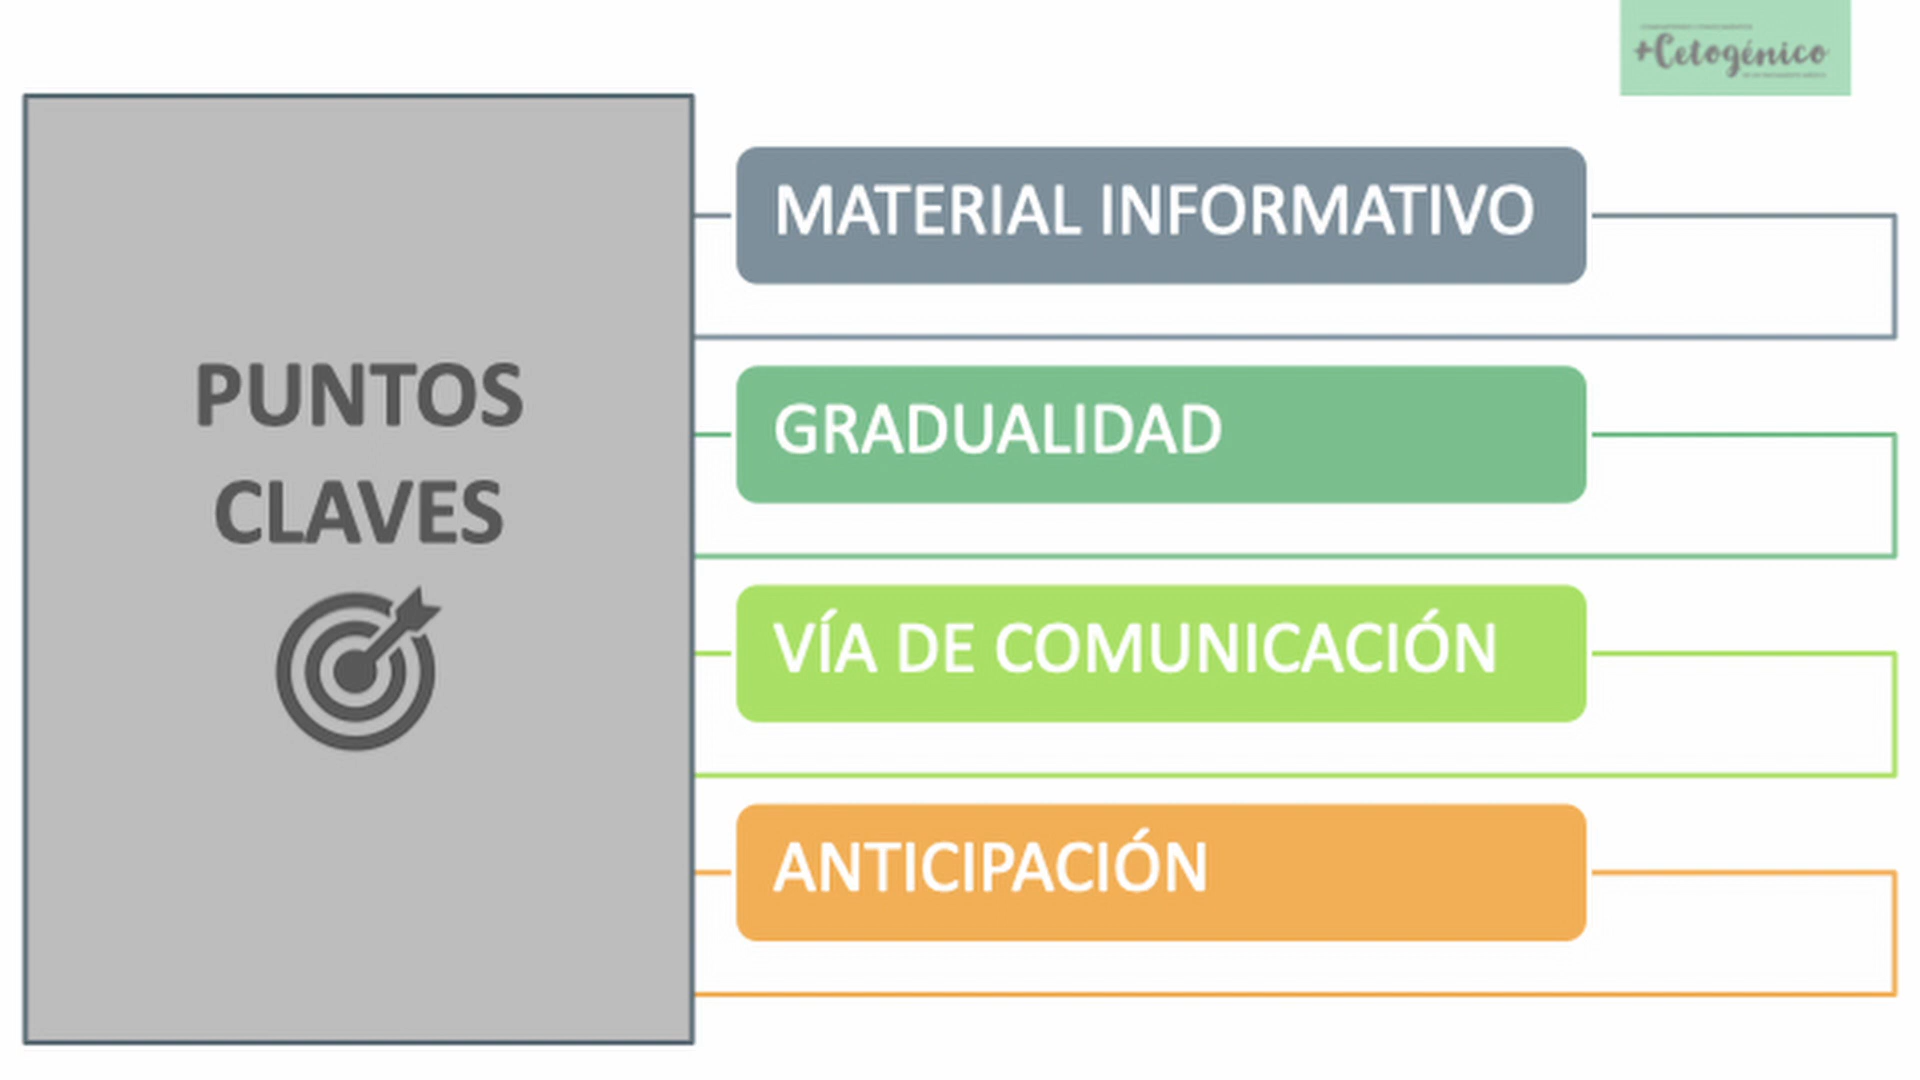 +Cetogénico
PUNTOS
CLAVES
MATERIAL INFORMATIVO
GRADUALIDAD
VÍA DE COMUNICACIÓN
ANTICIPACIÓN